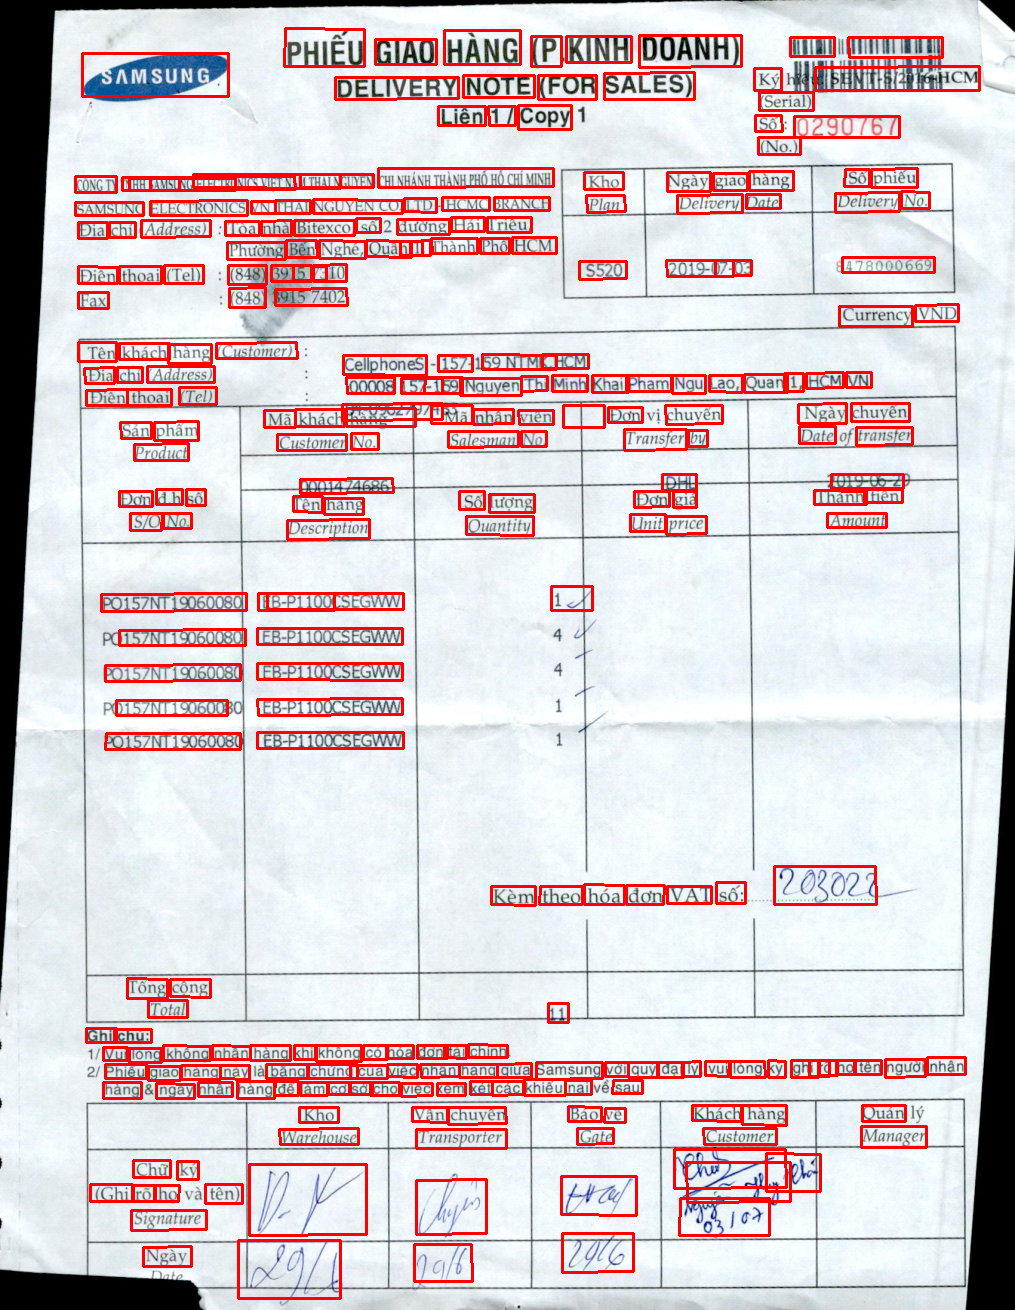 SAMSUNG
PHIẾU GIAO HÀNG (P KINH DOANH)
DELIVERY NOTE (FOR SALES)
Liên 1 / Copy 1
Ký hiệu: SEVT-S/2016-HCM
(Serial)
Số : 0290767
(No.)
CÔNG TY TNHH SAMSUNG ELECTRONICS VIỆT NAM THÁI NGUYÊN CHI NHÁNH THÀNH PHỐ HỒ CHÍ MINH
SAMSUNG ELECTRONICS VN THAI NGUYEN CO LTD - HCMC BRANCH
Địa chỉ (Address) : Tòa nhà Bitexco, số 2 đường Hải Triều,
Phường Bến Nghé, Quận 1, Thành Phố HCM
Điện thoại (Tel) : (848) 3915 7310
Fax : (848) 3915 7402
Kho Ngày giao hàng Số phiếu
Plan Delivery Date Delivery No.
S520 2019-07-03 8478000669
Currency VND
Tên khách hàng (Customer) : CellphoneS - 157-159 NTMK HCM
Địa chỉ (Address) : 00008 157-159 Nguyen Thi Minh Khai Pham Ngu Lao, Quan 1, HCM VN
Điện thoại (Tel) :
Sản phẩm Mã khách hàng Mã nhân viên Đơn vị chuyển Ngày chuyển
Product Customer No. Salesman No. Transfer by Date of transfer
0001474686 DHL 2019-06-29
Đơn đ.h số Tên hàng Số lượng Đơn giá Thành tiền
S/O No. Description Quantity Unit price Amount
PO157NT19060080 EB-P1100CSEGWW 1
PO157NT19060080 EB-P1100CSEGWW 4
PO157NT19060080 EB-P1100CSEGWW 4
PO157NT19060080 EB-P1100CSEGWW 1
PO157NT19060080 EB-P1100CSEGWW 1
Kèm theo hóa đơn VAT số: 203022
Tổng cộng
Total 11
Ghi chú:
1/ Vui lòng không nhận hàng khi không có hóa đơn tài chính.
2/ Phiếu giao hàng này là bằng chứng của việc nhận hàng giữa Samsung với quý đại lý, vui lòng ký, ghi rõ họ tên người nhận
hàng & ngày nhận hàng để làm cơ sở cho việc xem xét các khiếu nại về sau
Kho Vận chuyển Bảo vệ Khách hàng Quản lý
Warehouse Transporter Gate Customer Manager
Chữ ký
(Ghi rõ họ và tên)
Signature
03/07
Ngày 29/6 29/6 29/6
Date